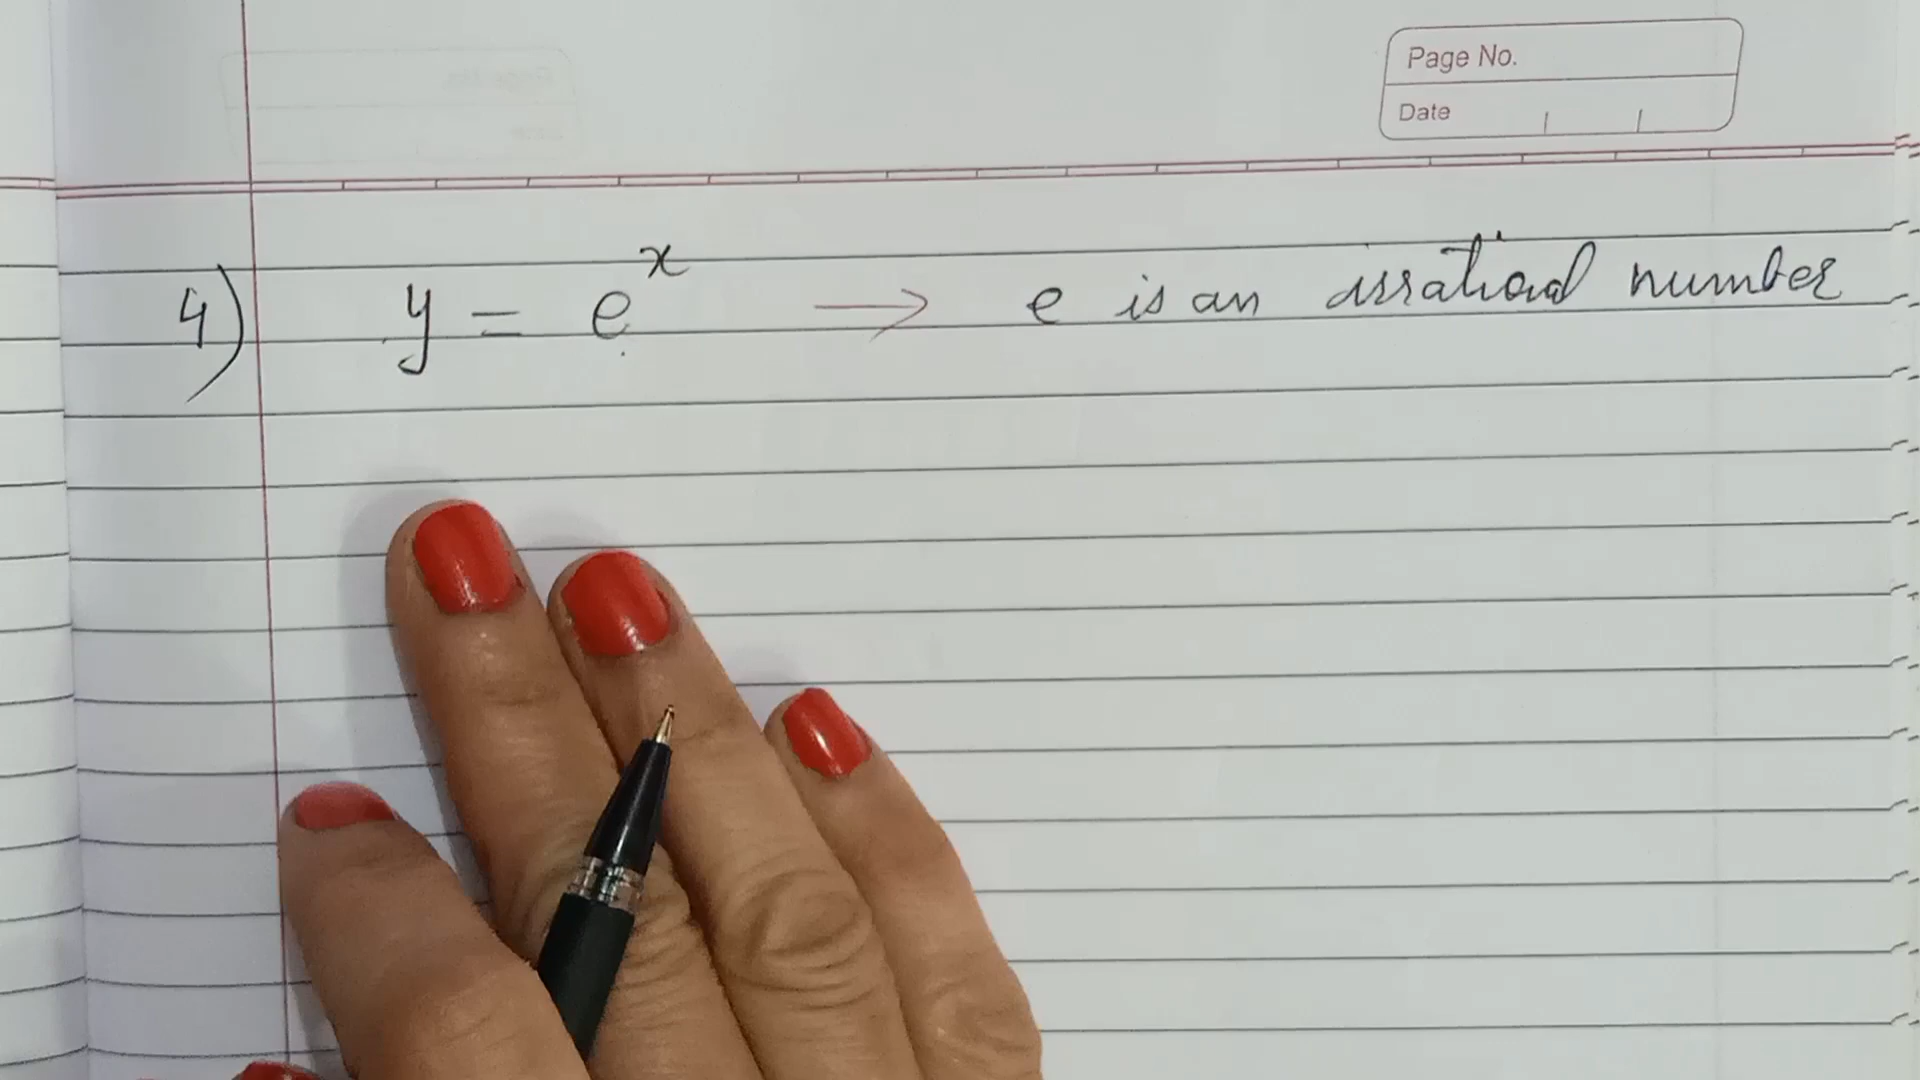 Page No.
Date
4) y = e^x → e is an irrational number